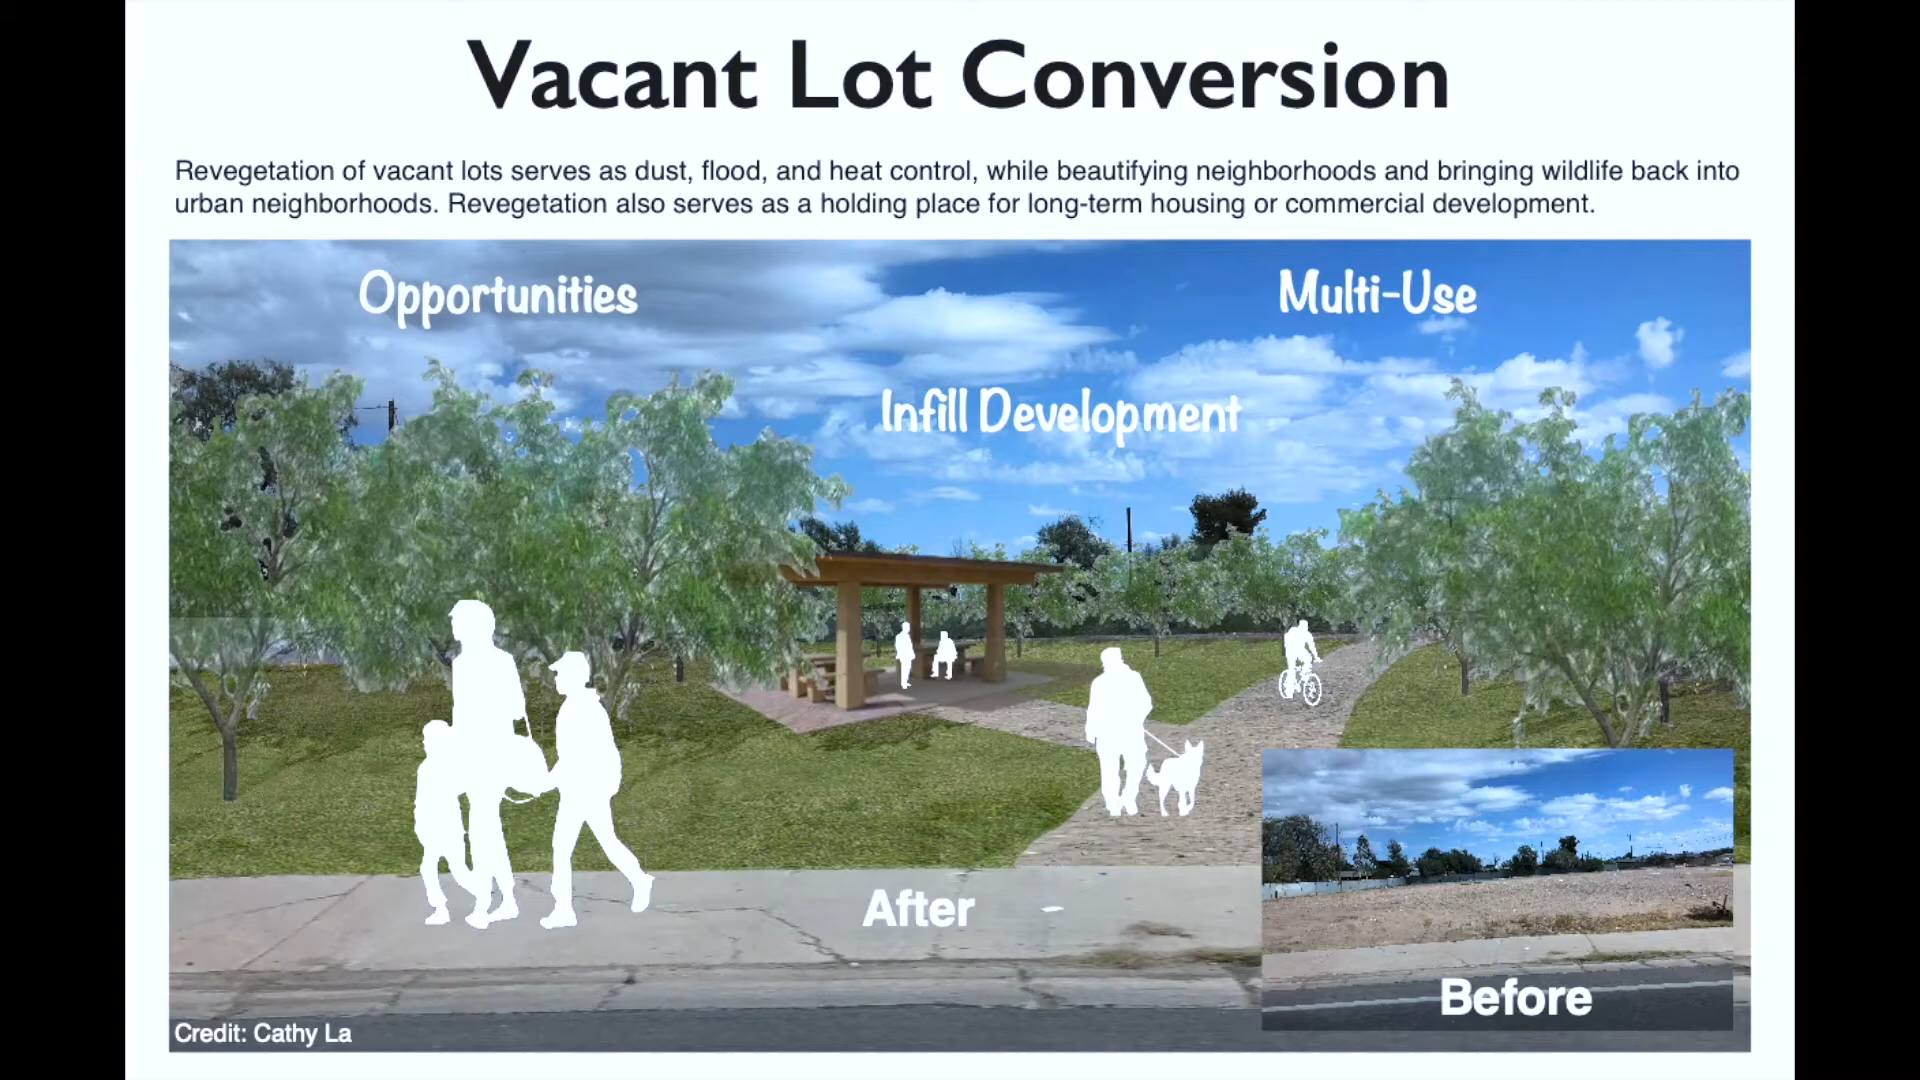 Vacant Lot Conversion
Revegetation of vacant lots serves as dust, flood, and heat control, while beautifying neighborhoods and bringing wildlife back into
urban neighborhoods. Revegetation also serves as a holding place for long-term housing or commercial development.
Opportunities
Multi-Use
Infill Development
After
Before
Credit: Cathy La